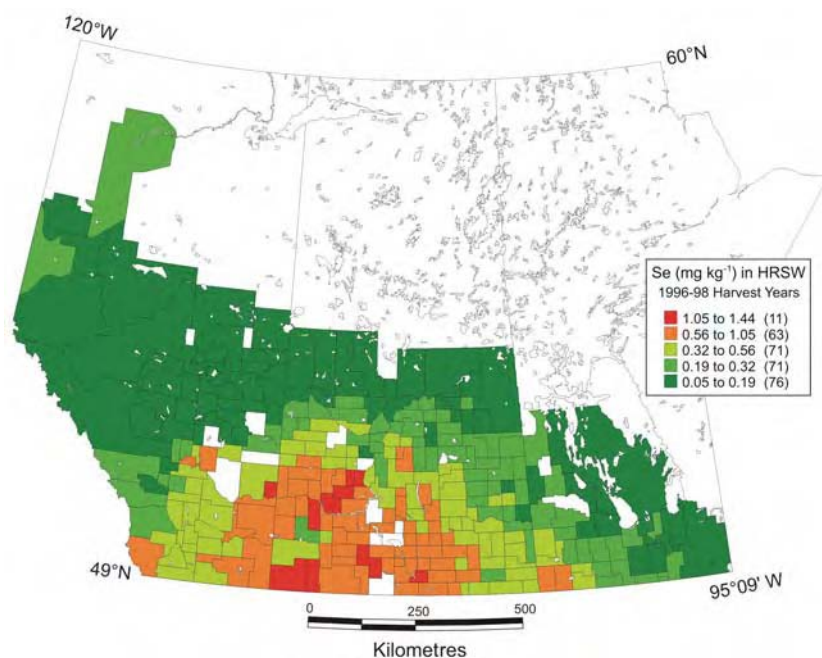 120°W
60°N
Se (mg kg⁻¹) in HRSW
1996-98 Harvest Years
1.05 to 1.44 (11)
0.56 to 1.05 (63)
0.32 to 0.56 (71)
0.19 to 0.32 (71)
0.05 to 0.19 (76)
49°N
95°09' W
0 250 500
Kilometres